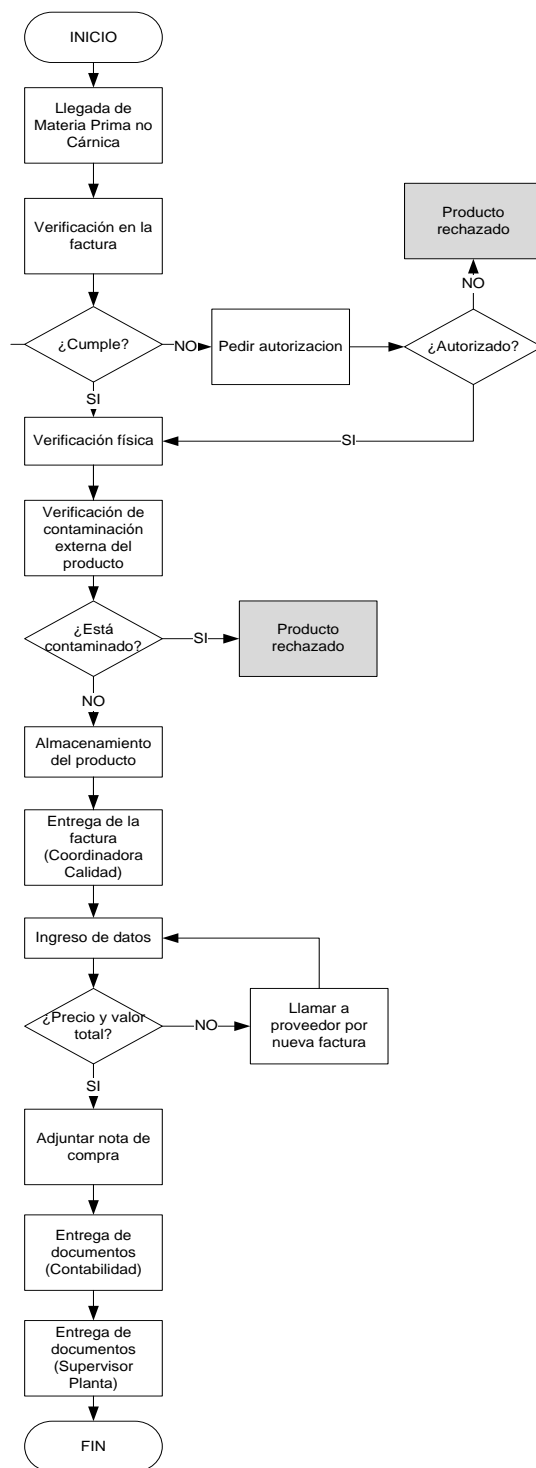 INICIO
Llegada de
Materia Prima no
Cárnica
Verificación en la
factura
Producto
rechazado
NO
¿Cumple?
NO
Pedir autorizacion
¿Autorizado?
SI
Verificación física
SI
Verificación de
contaminación
externa del
producto
¿Está
contaminado?
SI
Producto
rechazado
NO
Almacenamiento
del producto
Entrega de la
factura
(Coordinadora
Calidad)
Ingreso de datos
¿Precio y valor
total?
NO
Llamar a
proveedor por
nueva factura
SI
Adjuntar nota de
compra
Entrega de
documentos
(Contabilidad)
Entrega de
documentos
(Supervisor
Planta)
FIN